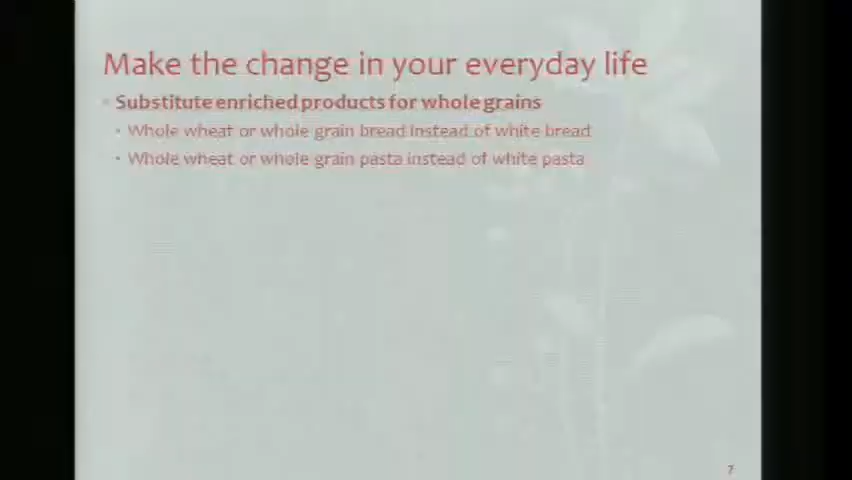 Make the change in your everyday life
• Substitute enriched products for whole grains
• Whole wheat or whole grain bread instead of white bread
• Whole wheat or whole grain pasta instead of white pasta
7